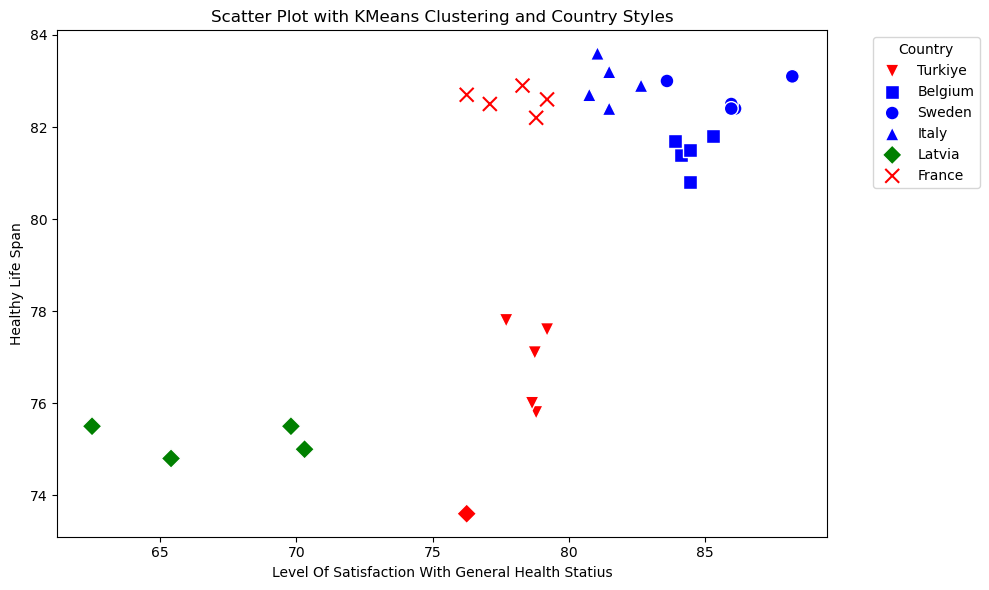 Scatter Plot with KMeans Clustering and Country Styles
84
82
80
78
76
74
Healthy Life Span
65
70
75
80
85
Level Of Satisfaction With General Health Statius
Country
Turkiye
Belgium
Sweden
Italy
Latvia
France